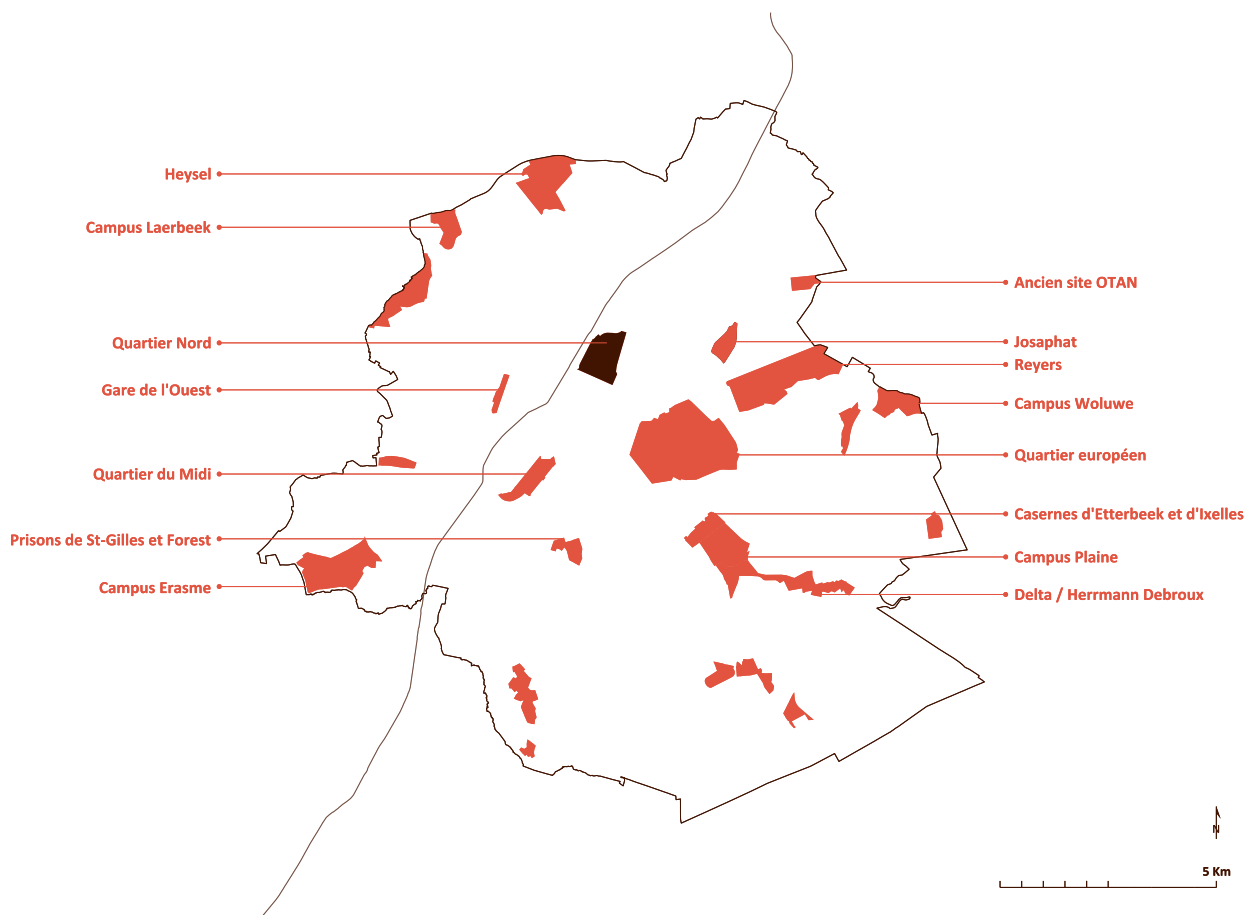 Heysel
Campus Laerbeek
Quartier Nord
Gare de l'Ouest
Quartier du Midi
Prisons de St-Gilles et Forest
Campus Erasme
Ancien site OTAN
Josaphat
Reyers
Campus Woluwe
Quartier européen
Casernes d'Etterbeek et d'Ixelles
Campus Plaine
Delta / Herrmann Debroux
N
5 Km